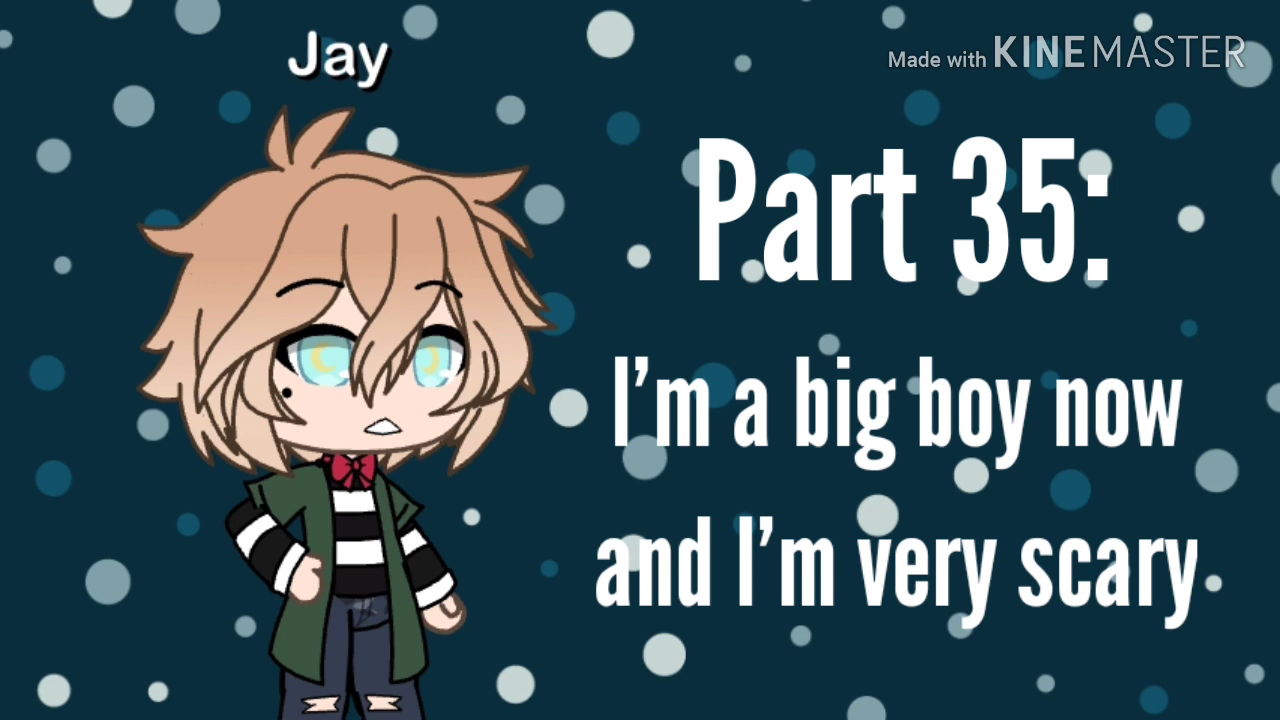 Jay
Made with KINEMASTER
Part 35:
I'm a big boy now
and I'm very scary